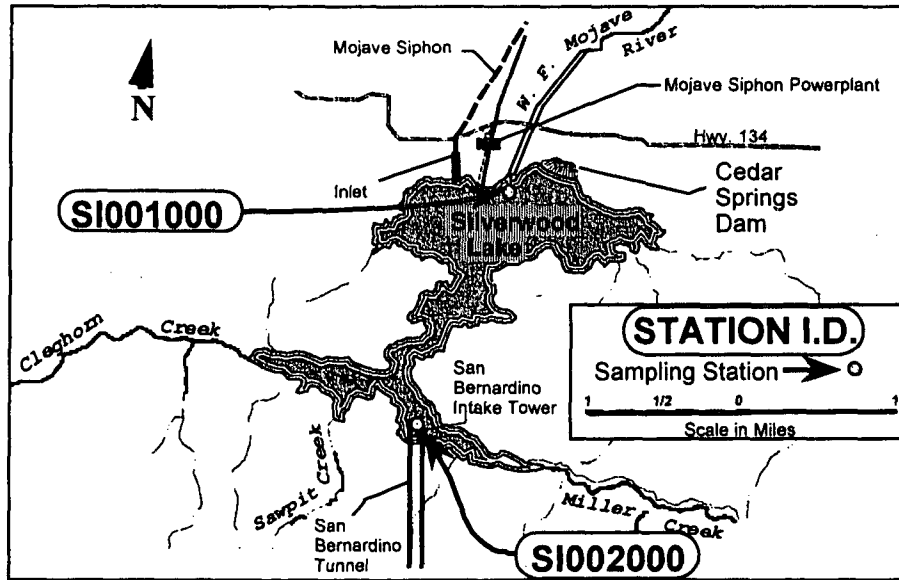 Mojave Siphon
W. F. Mojave
River
Mojave Siphon Powerplant
N
Hwy. 134
Inlet
Cedar
Springs
Dam
SI001000
Silverwood
Lake
Cleghorn
Creek
STATION I.D.
Sampling Station
1 1/2 0 1
Scale in Miles
San
Bernardino
Intake Tower
Sawpit Creek
San
Bernardino
Tunnel
Miller
Creek
SI002000